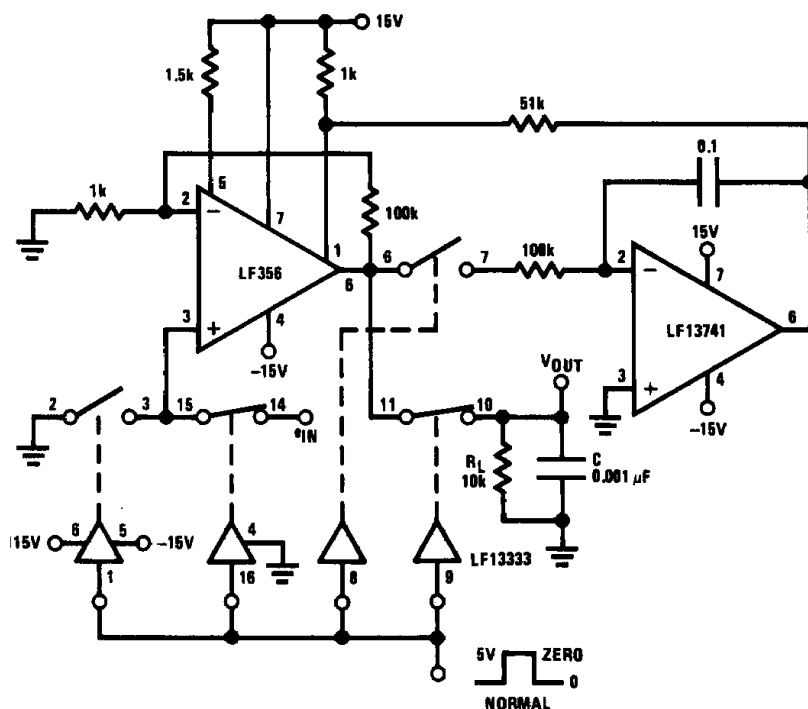 15V
1.5k
1k
51k
0.1
1k
2
5
7
100k
1
LF356
6
6
7
100k
2
15V
7
LF13741
6
3
4
-15V
3
4
-15V
VOUT
2
3
15
14
eIN
11
10
RL
10k
C
0.001 μF
15V
6
5
-15V
4
LF13333
1
16
8
9
5V
ZERO
0
NORMAL